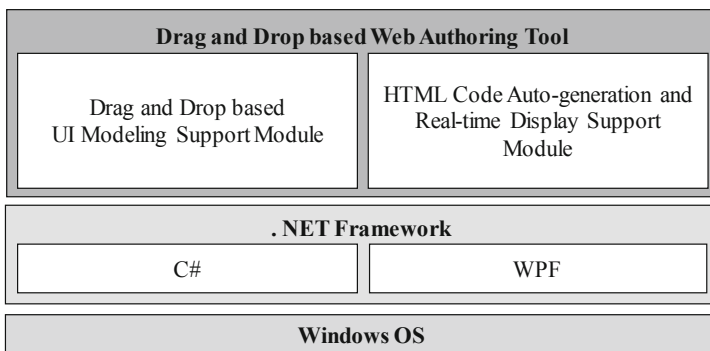 Drag and Drop based Web Authoring Tool
Drag and Drop based
UI Modeling Support Module
HTML Code Auto-generation and
Real-time Display Support
Module
. NET Framework
C#
WPF
Windows OS